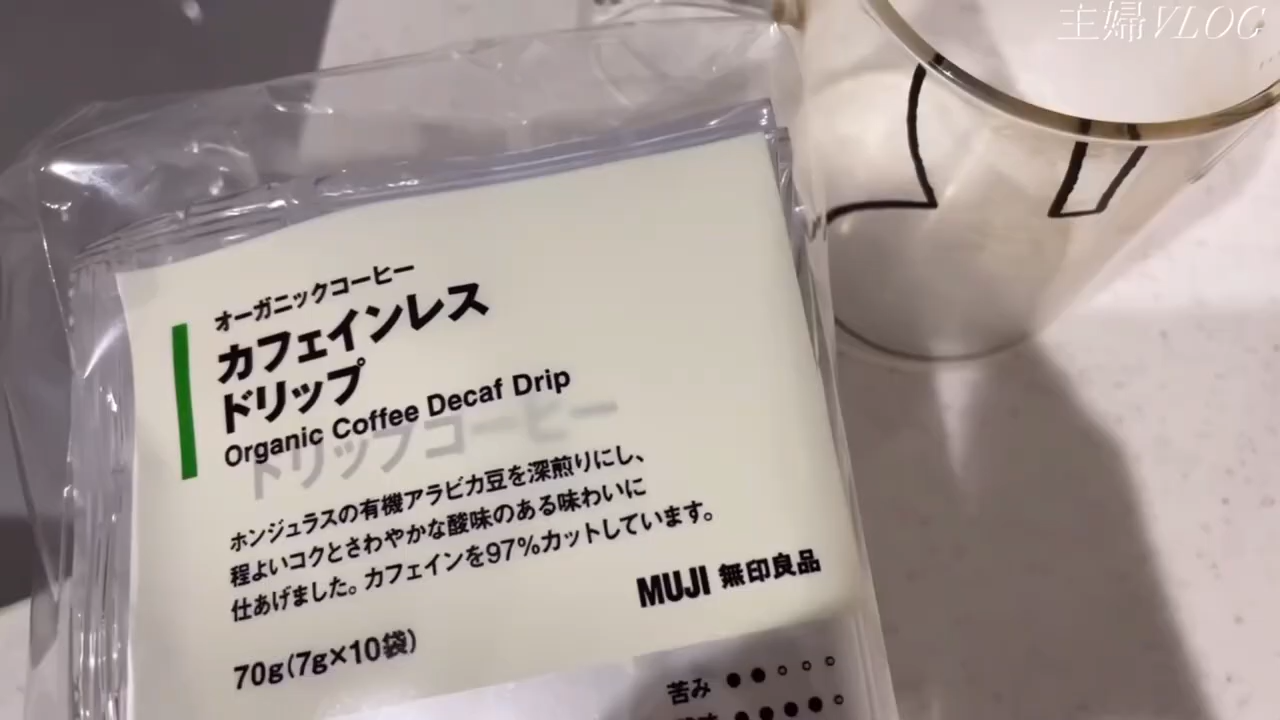 主婦VLOG
オーガニックコーヒー
カフェインレス
ドリップ
Organic Coffee Decaf Drip
ドリップコーヒー
ホンジュラスの有機アラビカ豆を深煎りにし、
程よいコクとさわやかな酸味のある味わいに
仕あげました。カフェインを97%カットしています。
MUJI 無印良品
70g(7g×10袋)
苦み ●●○○○